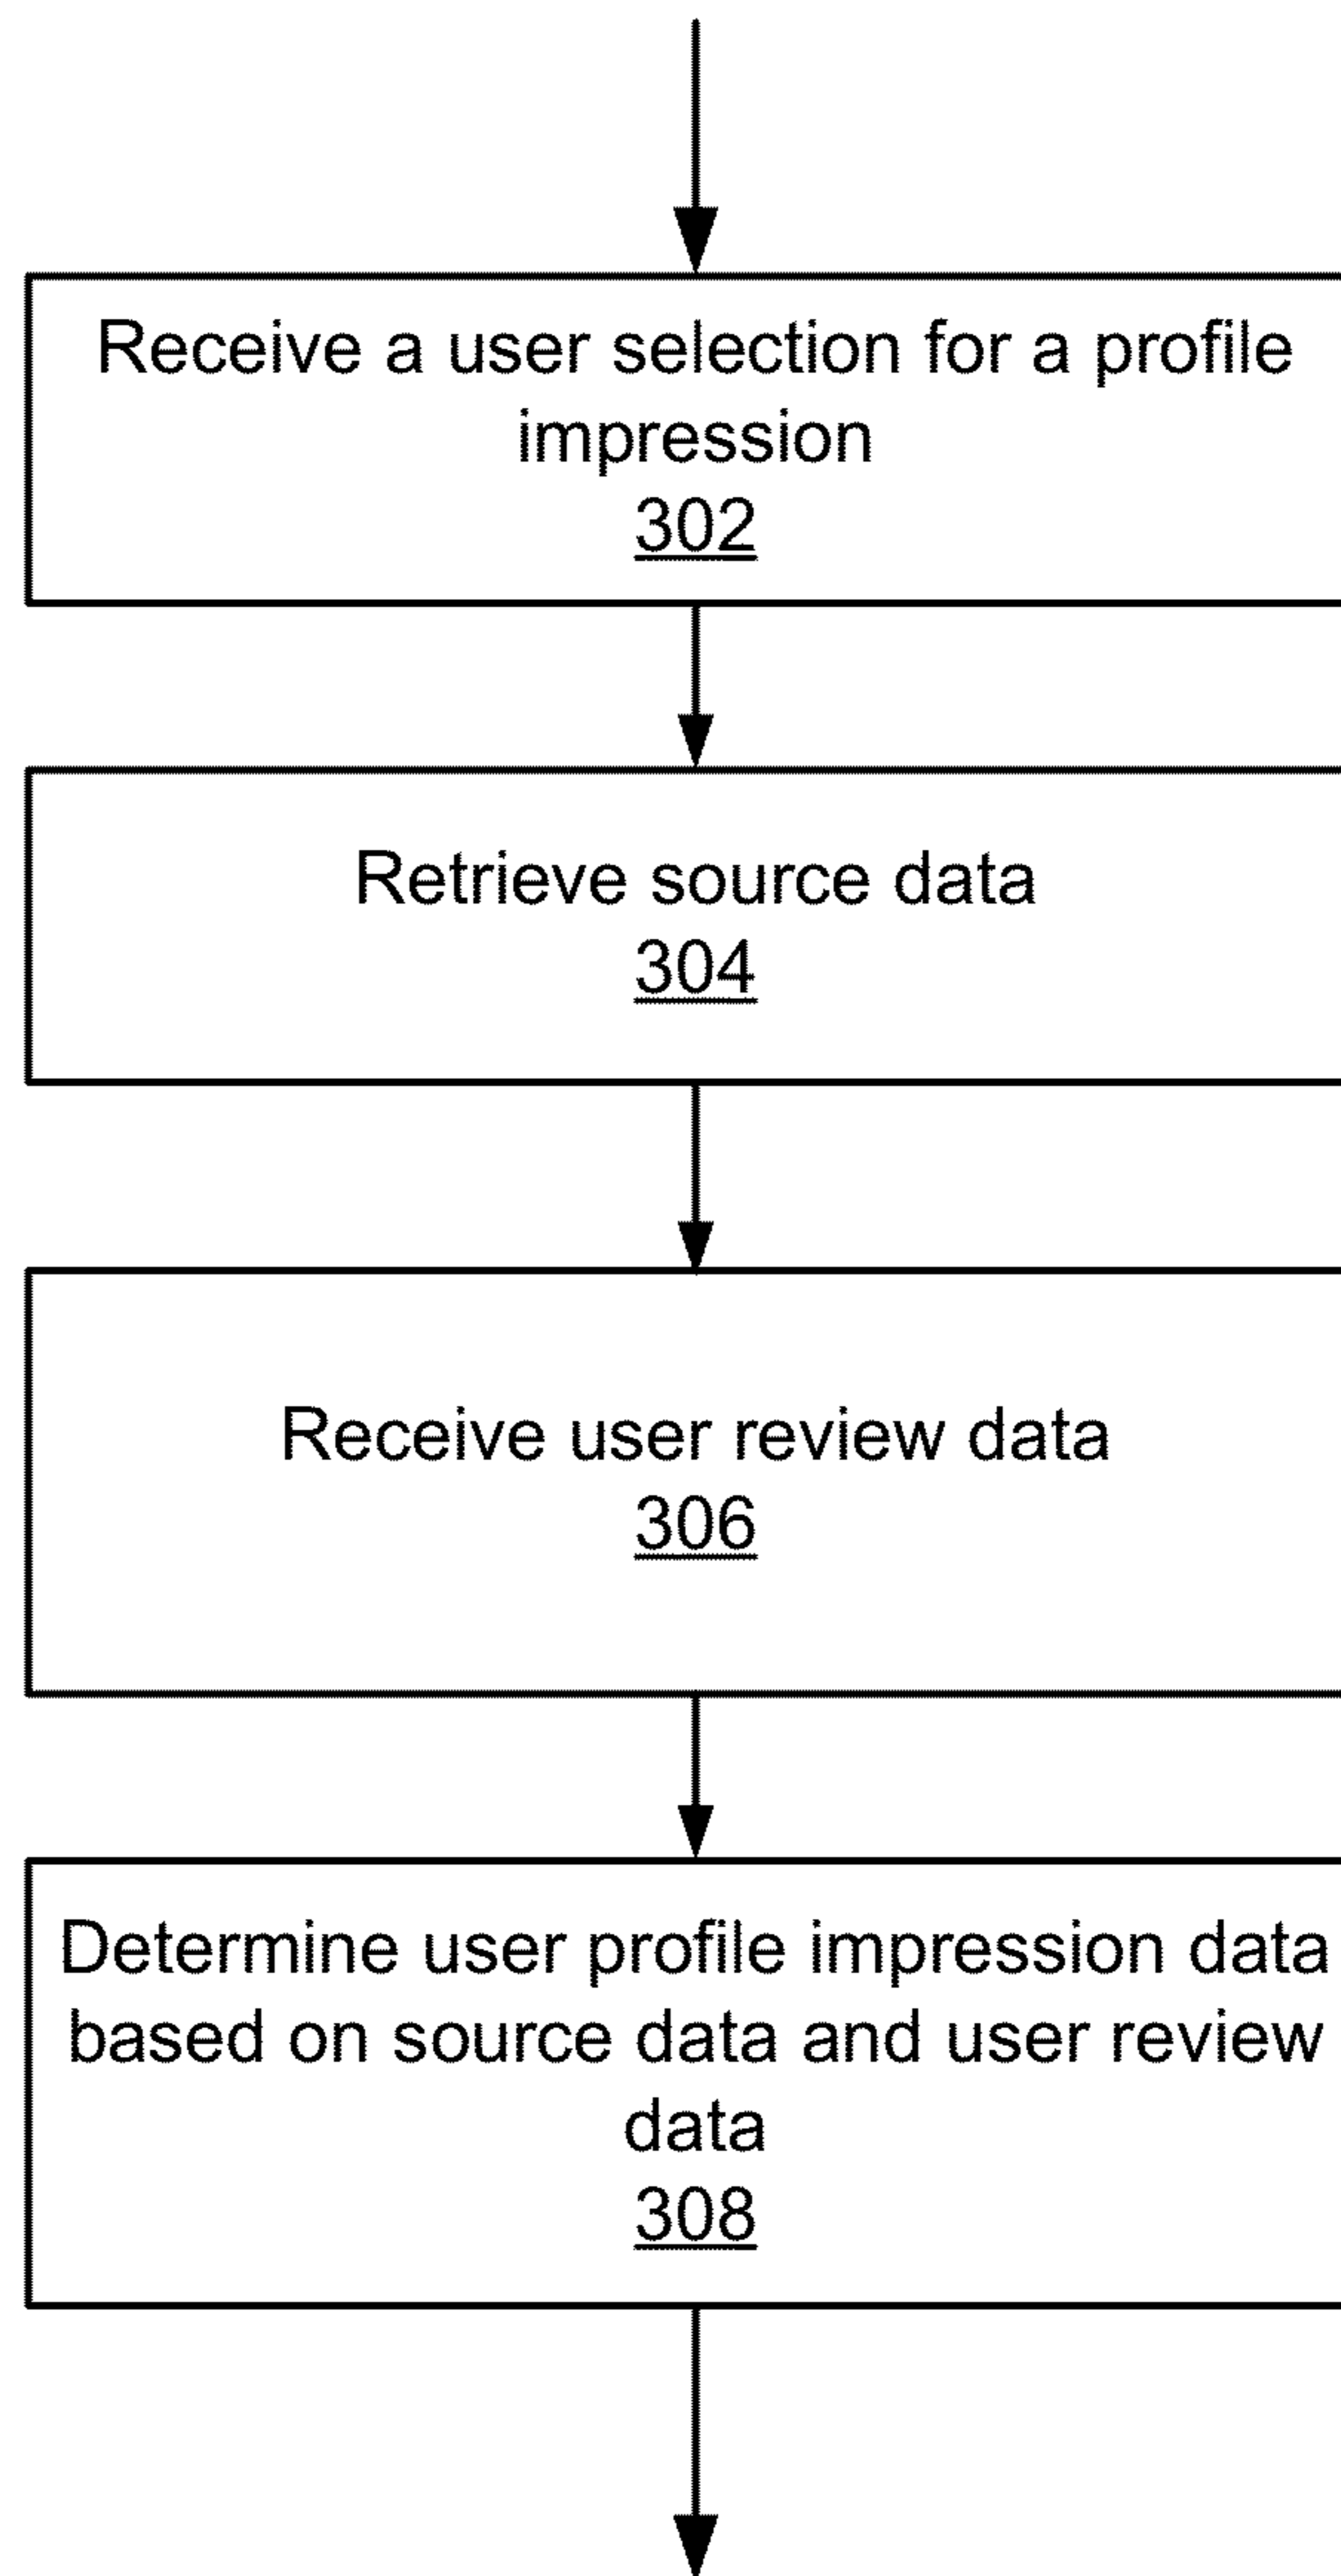 Receive a user selection for a profile
impression
302
Retrieve source data
304
Receive user review data
306
Determine user profile impression data
based on source data and user review
data
308